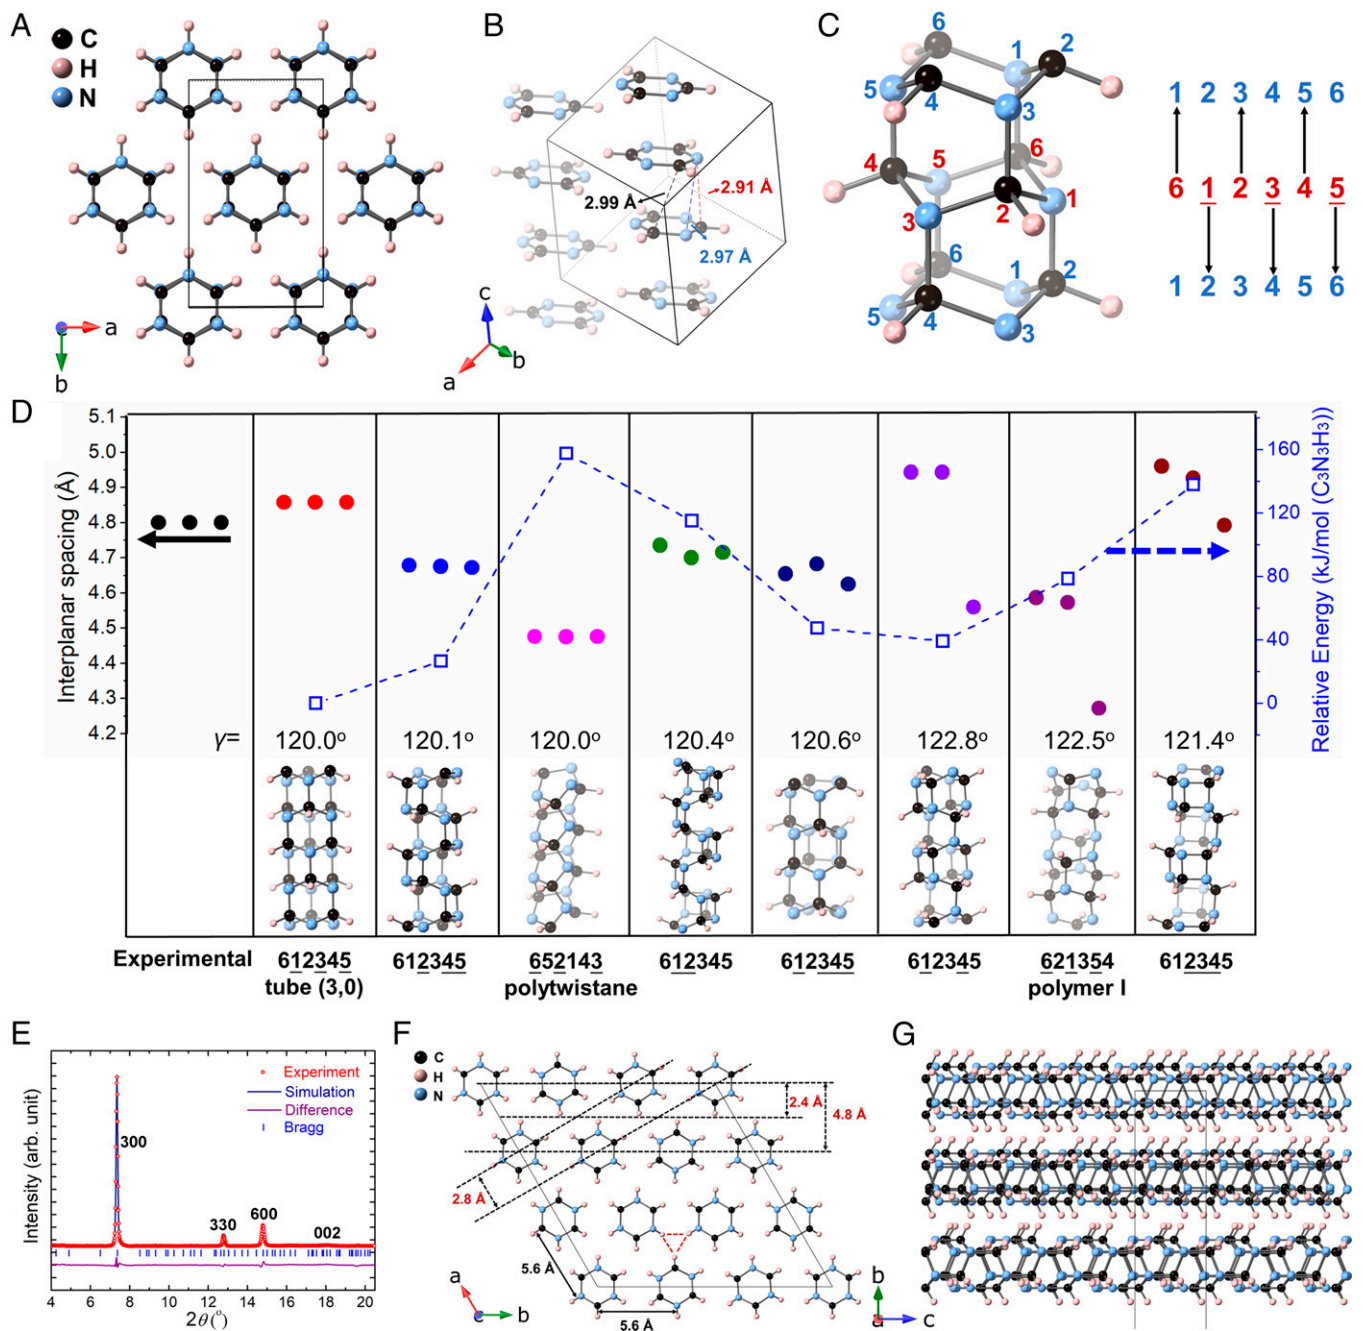 A
C
H
N
a
b
c
B
2.99 Å
2.91 Å
2.97 Å
c
b
a
C
6
1
2
5
4
3
4
5
6
3
2
1
6
1
2
5
4
3
1 2 3 4 5 6
6 1 2 3 4 5
1 2 3 4 5 6
D
Interplanar spacing (Å)
5.1
5.0
4.9
4.8
4.7
4.6
4.5
4.4
4.3
4.2
Relative Energy (kJ/mol (C₃N₃H₃))
160
120
80
40
0
γ= 120.0° 120.1° 120.0° 120.4° 120.6° 122.8° 122.5° 121.4°
Experimental 612345 612345 652143 612345 612345 612345 621354 612345
tube (3,0) polytwistane polymer I
E
Intensity (arb. unit)
Experiment
Simulation
Difference
Bragg
300
330
600
002
4 6 8 10 12 14 16 18 20
2θ(°)
F
C
H
N
2.4 Å
4.8 Å
2.8 Å
5.6 Å
5.6 Å
a
b
c
G
b
a
c